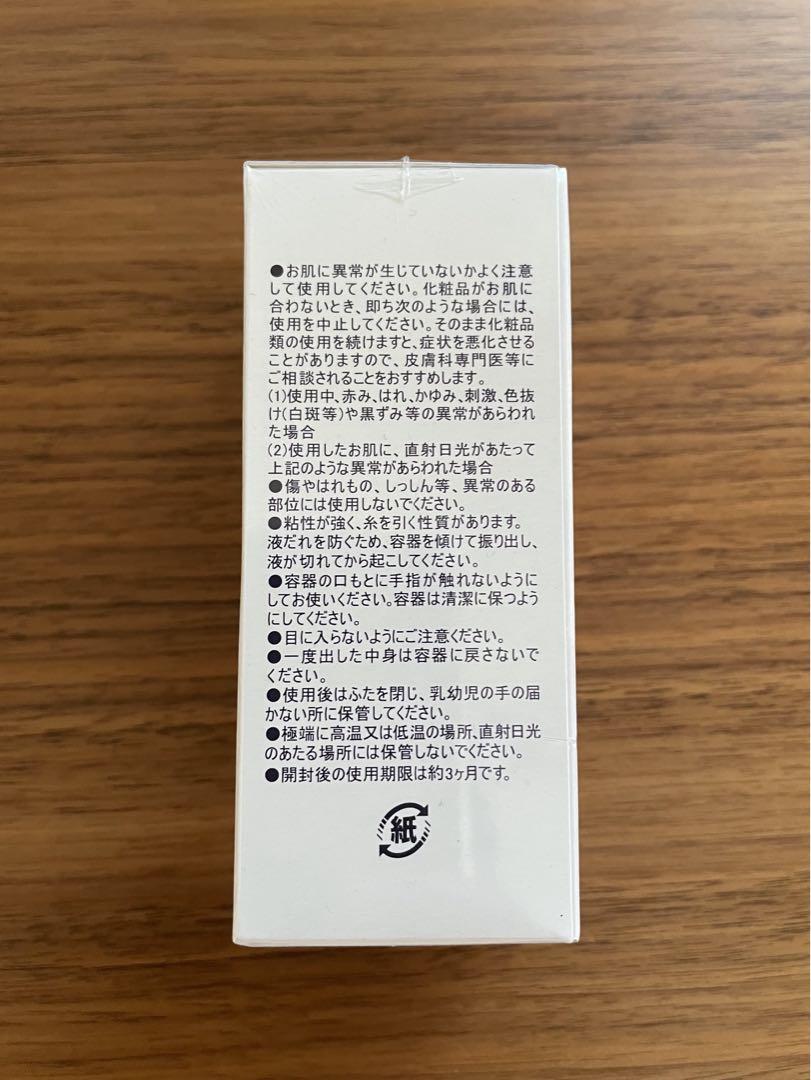 ●お肌に異常が生じていないかよく注意
して使用してください。化粧品がお肌に
合わないとき、即ち次のような場合には、
使用を中止してください。そのまま化粧品
類の使用を続けますと、症状を悪化させる
ことがありますので、皮膚科専門医等に
ご相談されることをおすすめします。
(1)使用中、赤み、はれ、かゆみ、刺激、色抜
け(白斑等)や黒ずみ等の異常があらわれ
た場合
(2)使用したお肌に、直射日光があたって
上記のような異常があらわれた場合
●傷やはれもの、しっしん等、異常のある
部位には使用しないでください。
●粘性が強く、糸を引く性質があります。
液だれを防ぐため、容器を傾けて振り出し、
液が切れてから起こしてください。
●容器の口もとに手指が触れないように
してお使いください。容器は清潔に保つよう
にしてください。
●目に入らないようにご注意ください。
●一度出した中身は容器に戻さないで
ください。
●使用後はふたを閉じ、乳幼児の手の届
かない所に保管してください。
●極端に高温又は低温の場所、直射日光
のあたる場所には保管しないでください。
●開封後の使用期限は約3ヶ月です。
紙